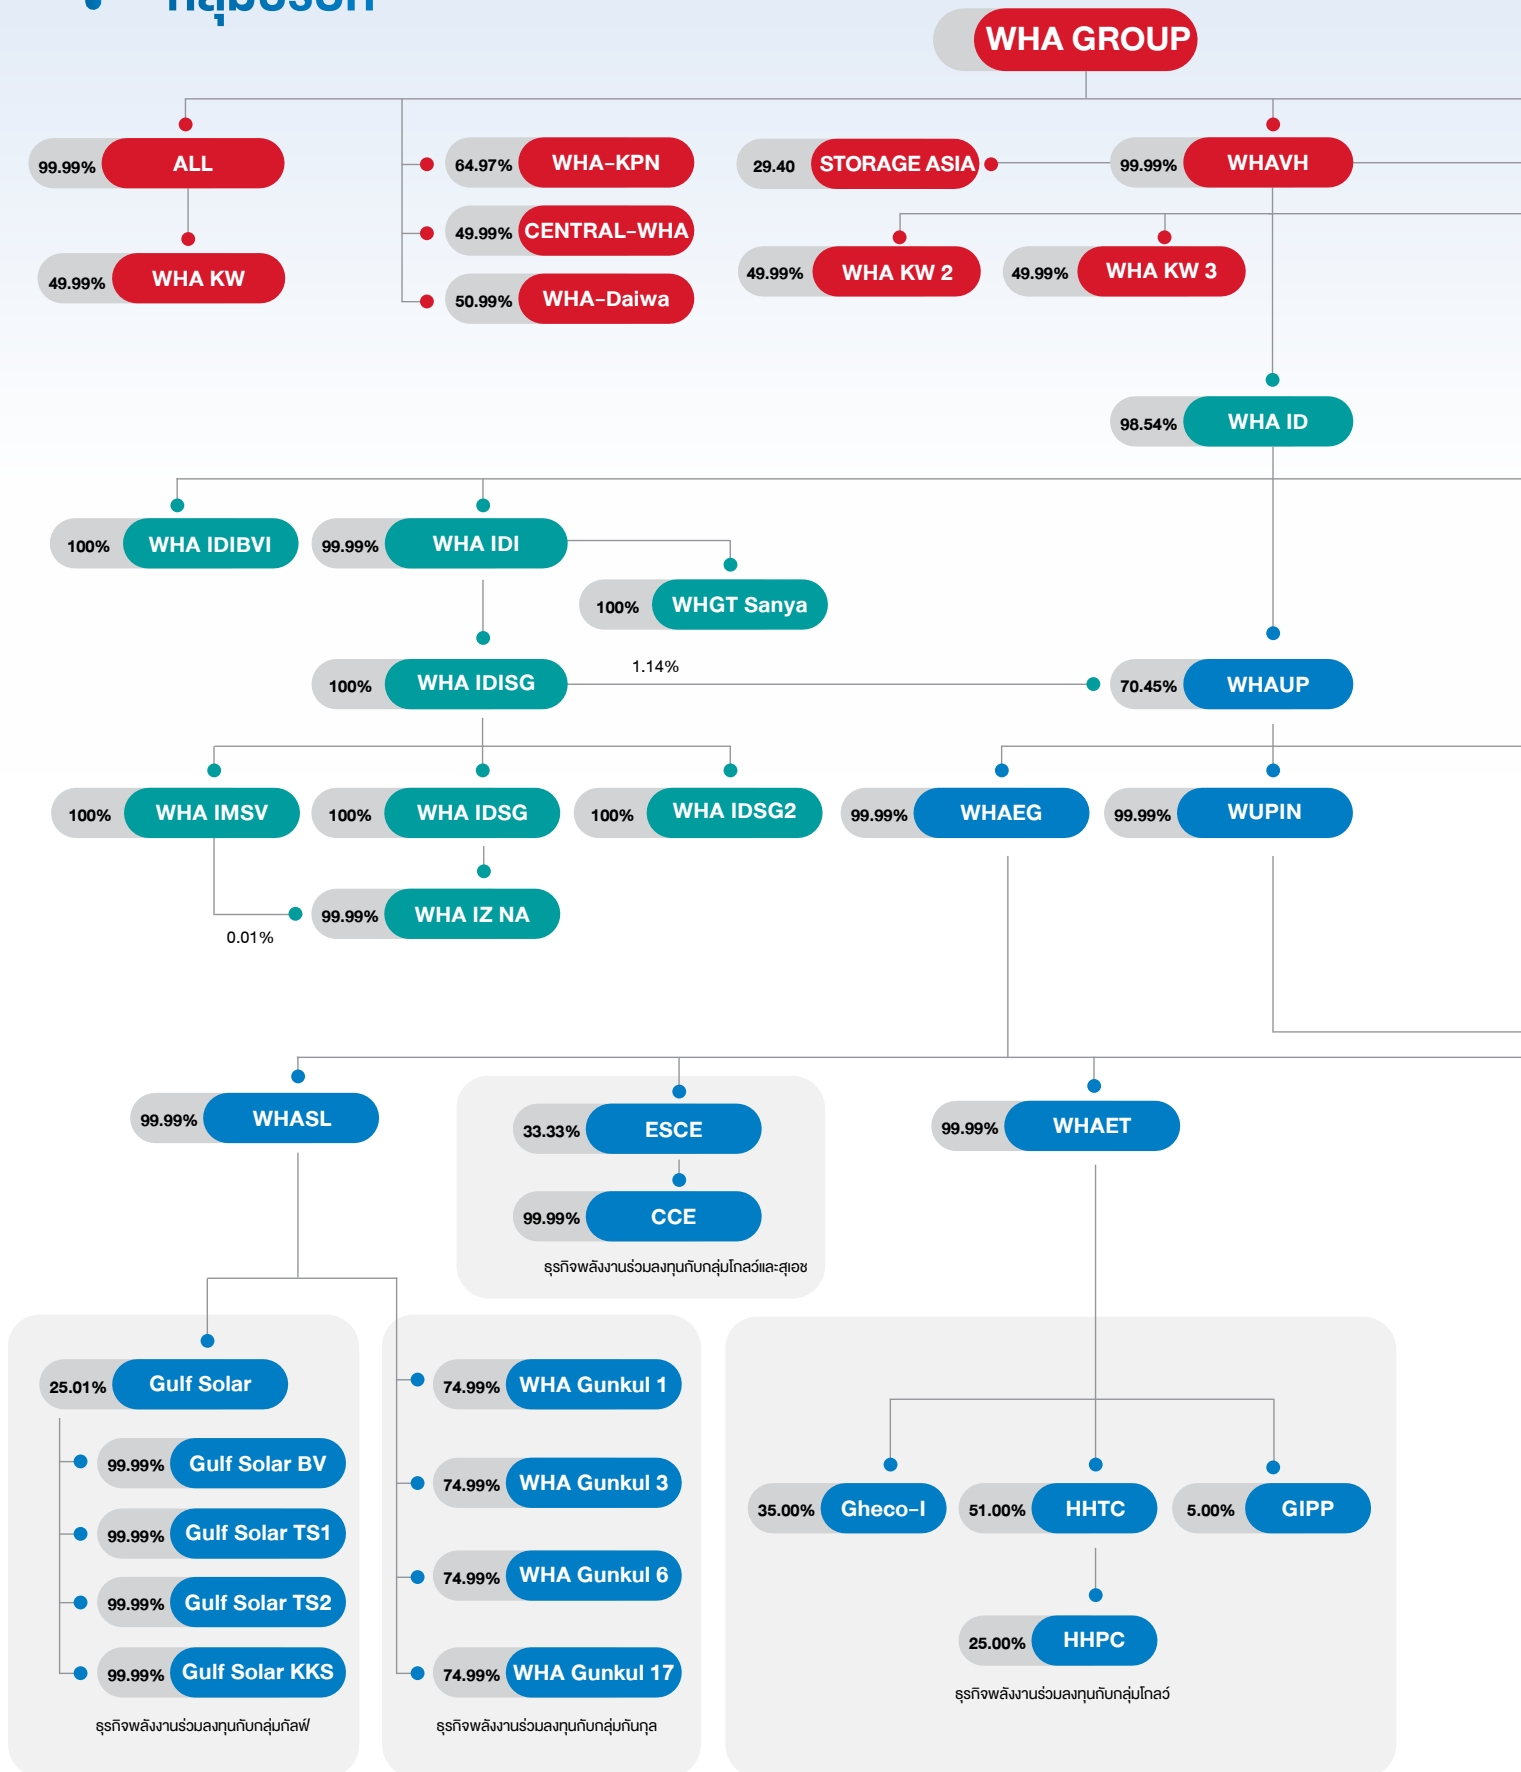 กลุ่มบริษัท
WHA GROUP
99.99% ALL
64.97% WHA-KPN
29.40 STORAGE ASIA
99.99% WHAVH
49.99% CENTRAL-WHA
49.99% WHA KW
50.99% WHA-Daiwa
49.99% WHA KW 2
49.99% WHA KW 3
98.54% WHA ID
100% WHA IDIBVI
99.99% WHA IDI
100% WHGT Sanya
1.14%
100% WHA IDISG
70.45% WHAUP
100% WHA IMSV
100% WHA IDSG
100% WHA IDSG2
99.99% WHAEG
99.99% WUPIN
99.99% WHA IZ NA
0.01%
99.99% WHASL
33.33% ESCE
99.99% WHAET
99.99% CCE
ธุรกิจพลังงานร่วมลงทุนกับกลุ่มโกลว์และสุเอช
25.01% Gulf Solar
99.99% Gulf Solar BV
99.99% Gulf Solar TS1
99.99% Gulf Solar TS2
99.99% Gulf Solar KKS
ธุรกิจพลังงานร่วมลงทุนกับกลุ่มกัลฟ์
74.99% WHA Gunkul 1
74.99% WHA Gunkul 3
74.99% WHA Gunkul 6
74.99% WHA Gunkul 17
ธุรกิจพลังงานร่วมลงทุนกับกลุ่มกันกุล
35.00% Gheco-I
51.00% HHTC
5.00% GIPP
25.00% HHPC
ธุรกิจพลังงานร่วมลงทุนกับกลุ่มโกลว์